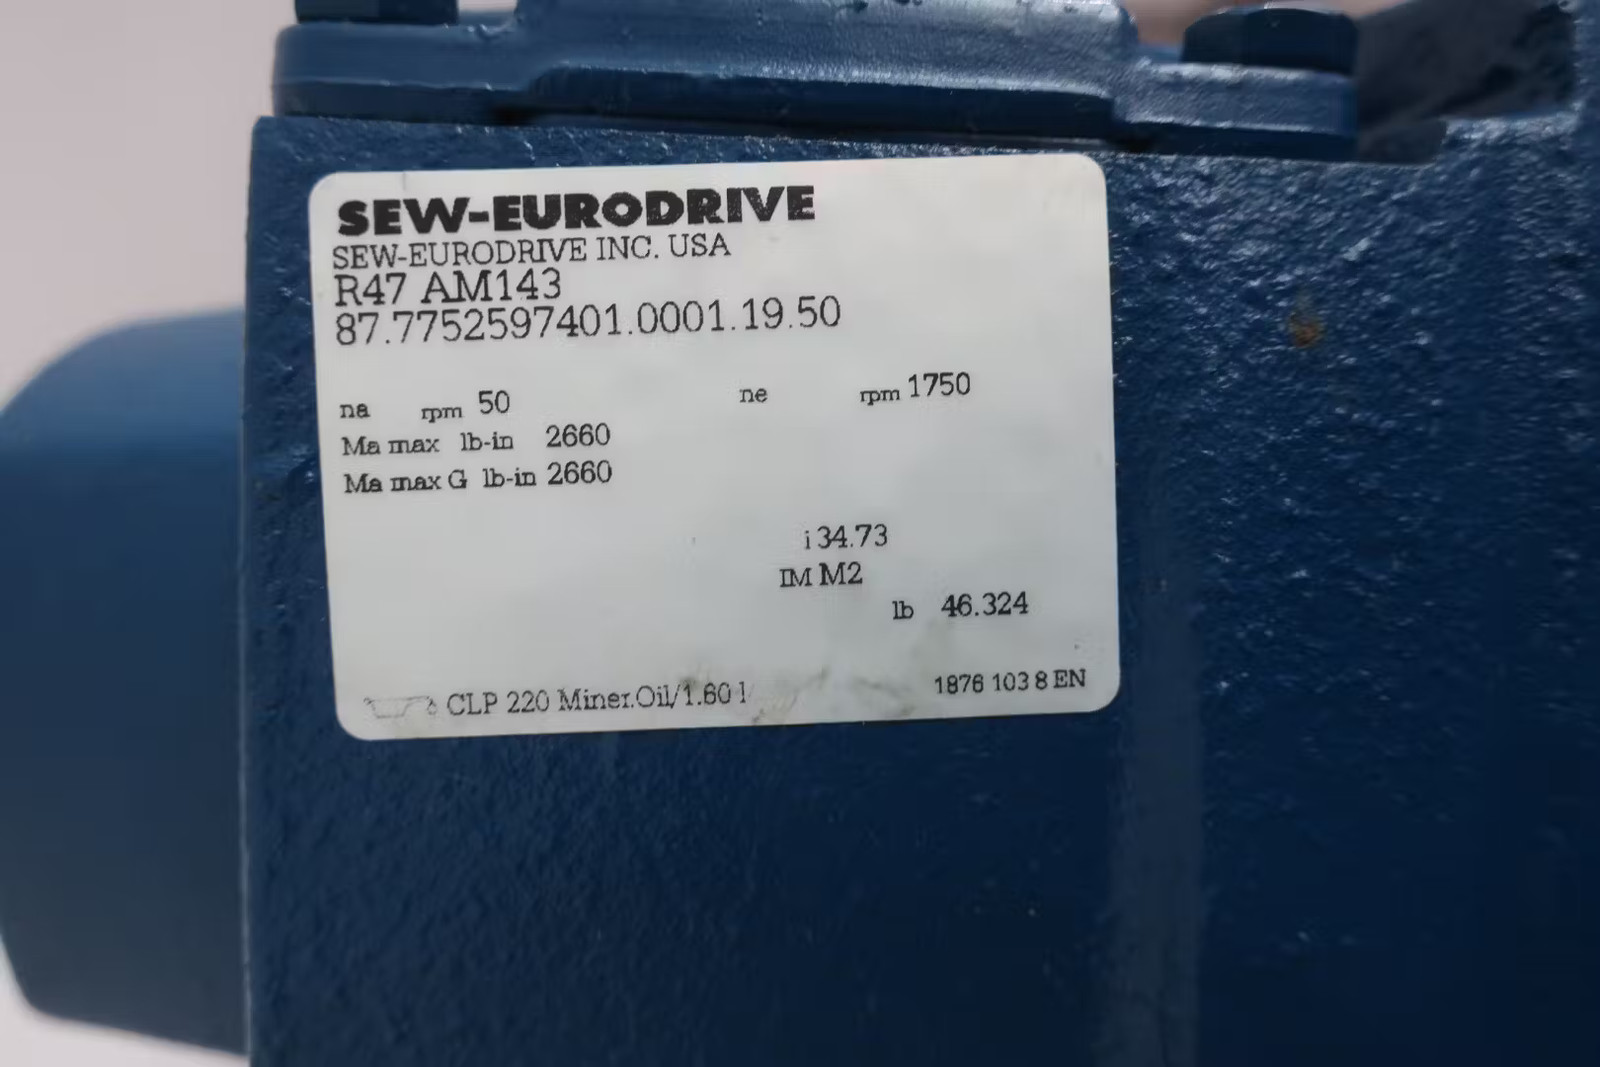 SEW-EURODRIVE
SEW-EURODRIVE INC. USA
R47 AM143
87.7752597401.0001.19.50
na rpm 50 ne rpm 1750
Ma max lb-in 2660
Ma max G lb-in 2660
i 34.73
IM M2
lb 46.324
CLP 220 Miner.Oil/1.60 l 1876 103 8 EN